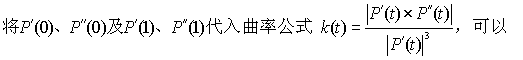 将P′(0)、P″(0)及P′(1)、P″(1)代入曲率公式 k(t) = |P′(t) × P″(t)| / |P′(t)|³，可以